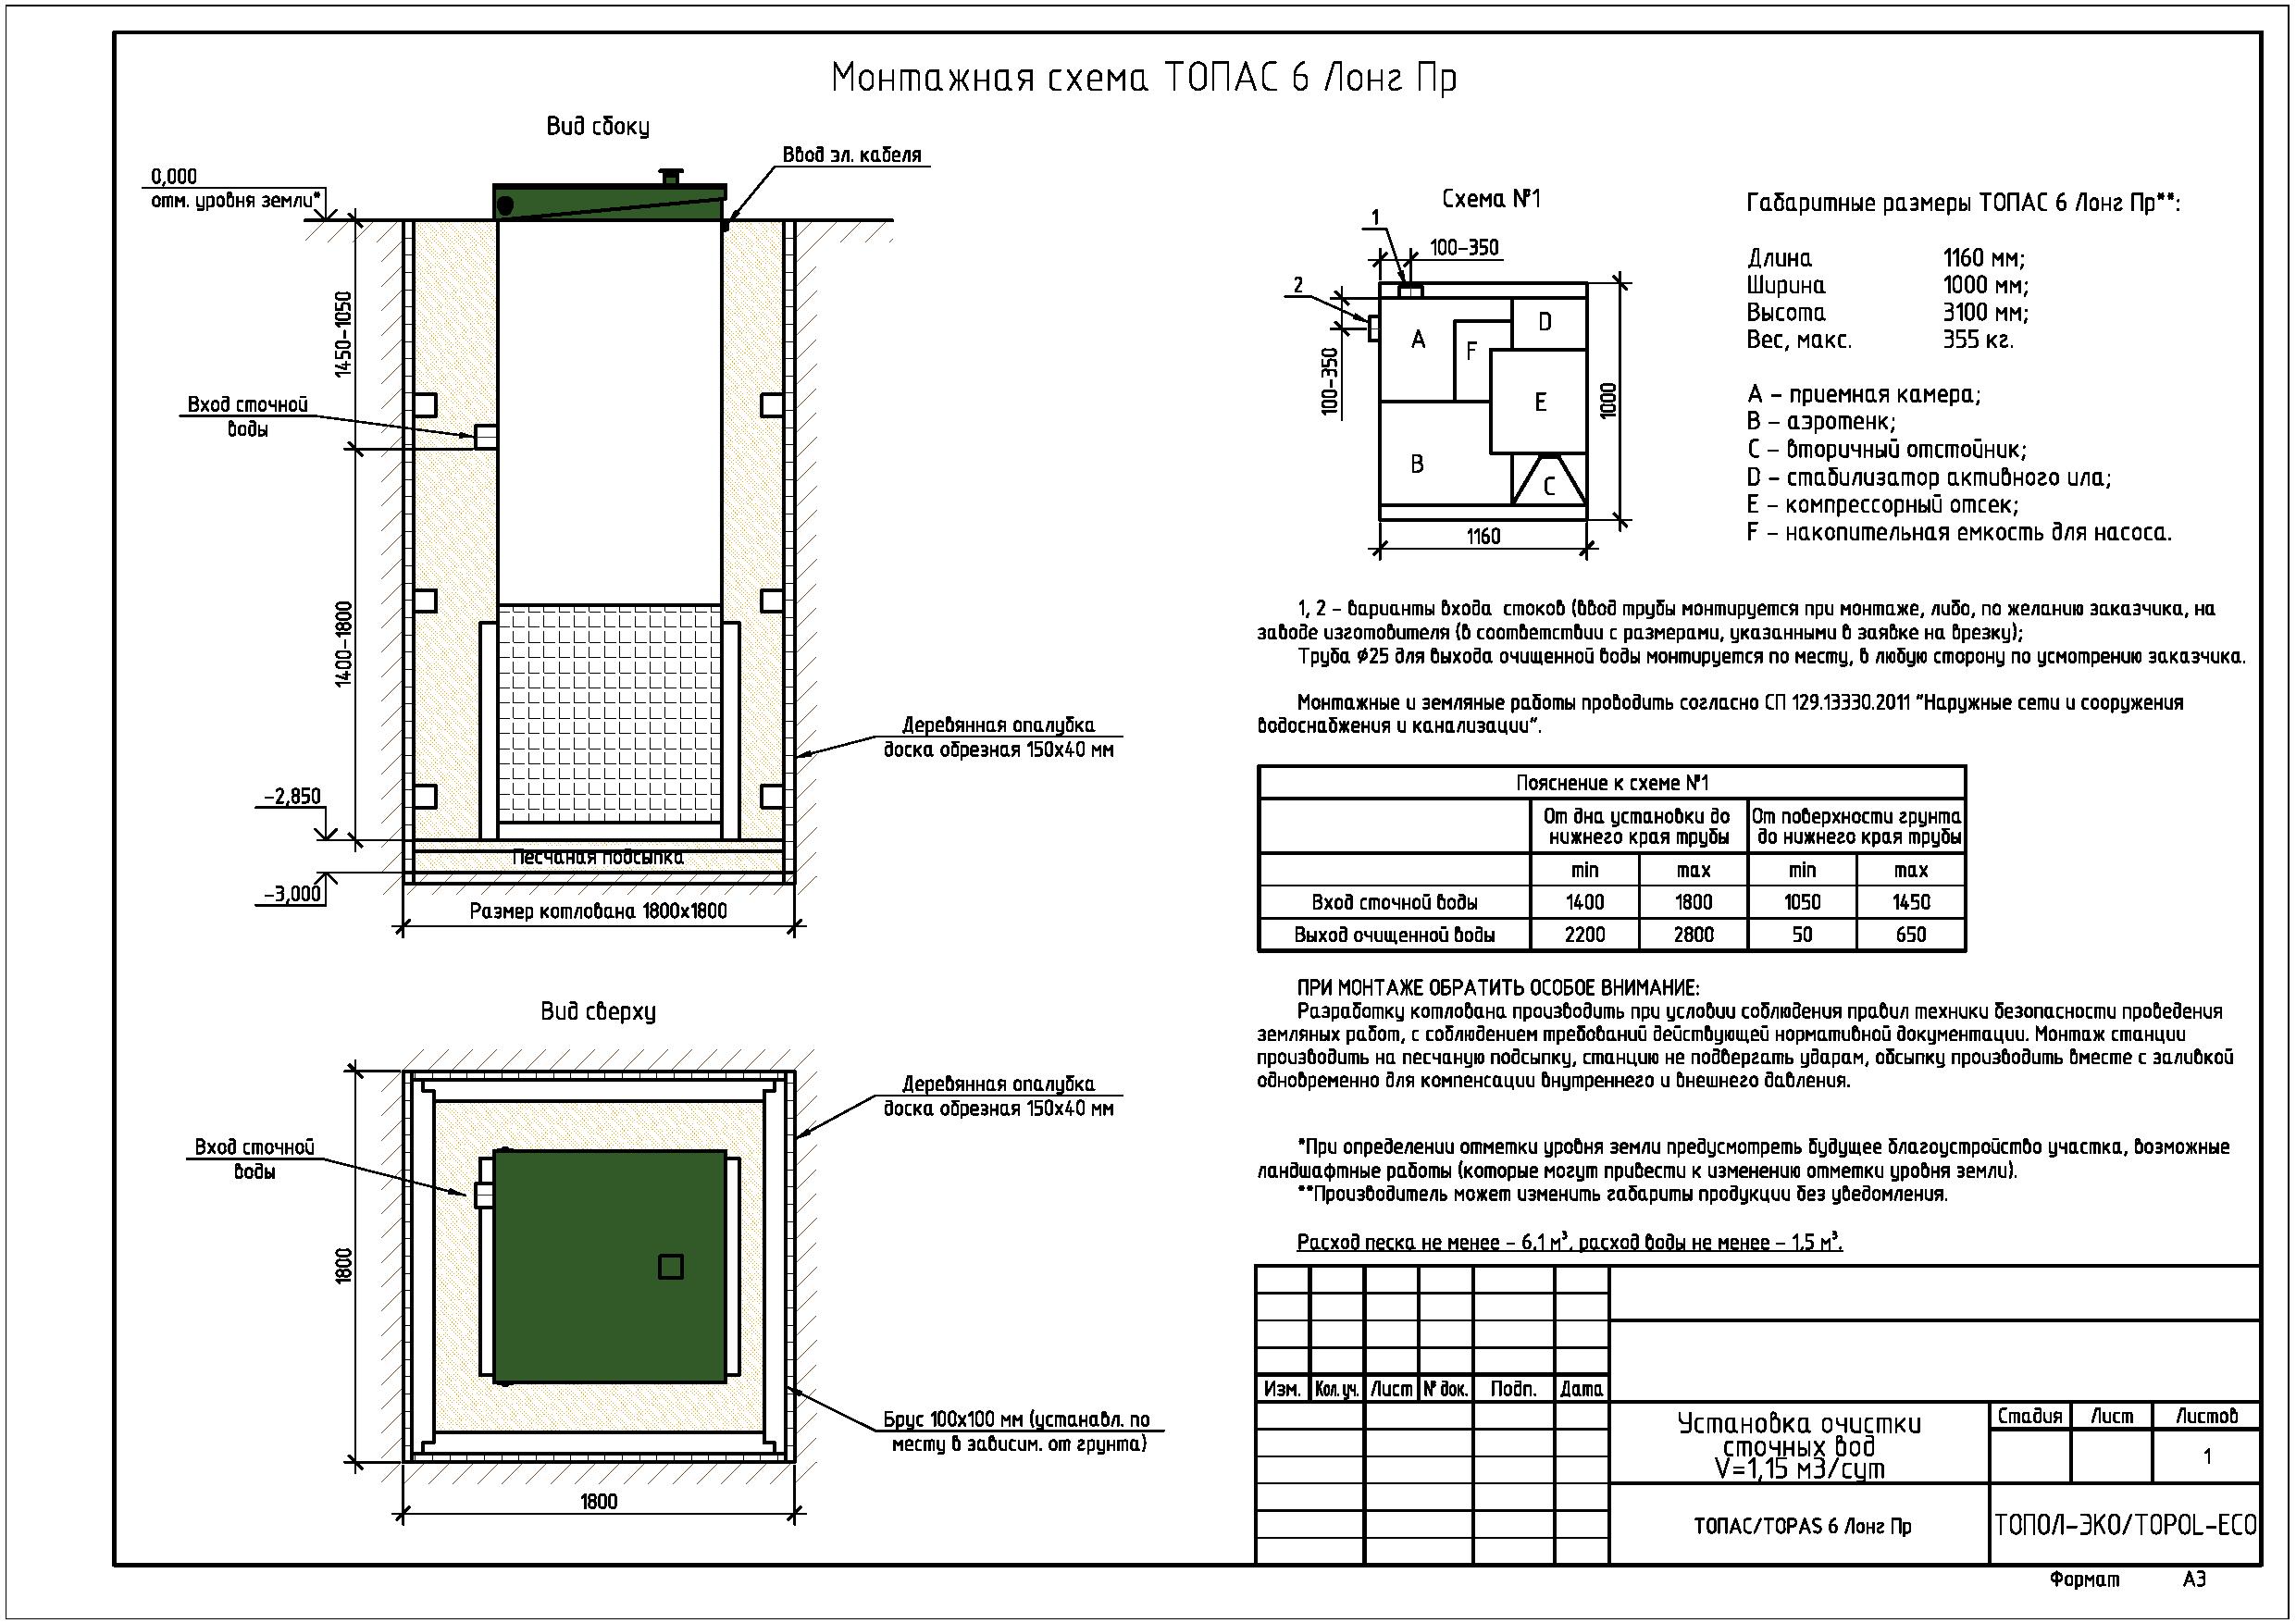 Монтажная схема ТОПАС 6 Лонг Пр
Вид сбоку
Ввод эл. кабеля
0,000
отм. уровня земли*
1450-1050
Вход сточной
воды
1400-1800
Деревянная опалубка
доска обрезная 150х40 мм
-2,850
Песчаная подсыпка
-3,000
Размер котлована 1800х1800
Вид сверху
Деревянная опалубка
доска обрезная 150х40 мм
Вход сточной
воды
1800
Брус 100х100 мм (устанавл. по
месту в зависим. от грунта)
1800
Схема №1
1
100-350
2
100-350
A
D
F
E
B
C
1000
1160
Габаритные размеры ТОПАС 6 Лонг Пр**:
Длина 1160 мм;
Ширина 1000 мм;
Высота 3100 мм;
Вес, макс. 355 кг.
A - приемная камера;
B - аэротенк;
C - вторичный отстойник;
D - стабилизатор активного ила;
E - компрессорный отсек;
F - накопительная емкость для насоса.
1, 2 - варианты входа стоков (ввод трубы монтируется при монтаже, либо, по желанию заказчика, на
заводе изготовителя (в соответствии с размерами, указанными в заявке на врезку);
Труба Ø25 для выхода очищенной воды монтируется по месту, в любую сторону по усмотрению заказчика.
Монтажные и земляные работы проводить согласно СП 129.13330.2011 "Наружные сети и сооружения
водоснабжения и канализации".
Пояснение к схеме №1
От дна установки до
нижнего края трубы
От поверхности грунта
до нижнего края трубы
min max min max
Вход сточной воды 1400 1800 1050 1450
Выход очищенной воды 2200 2800 50 650
ПРИ МОНТАЖЕ ОБРАТИТЬ ОСОБОЕ ВНИМАНИЕ:
Разработку котлована производить при условии соблюдения правил техники безопасности проведения
земляных работ, с соблюдением требований действующей нормативной документации. Монтаж станции
производить на песчаную подсыпку, станцию не подвергать ударам, обсыпку производить вместе с заливкой
одновременно для компенсации внутреннего и внешнего давления.
*При определении отметки уровня земли предусмотреть будущее благоустройство участка, возможные
ландшафтные работы (которые могут привести к изменению отметки уровня земли).
**Производитель может изменить габариты продукции без уведомления.
Расход песка не менее - 6,1 м³, расход воды не менее - 1,5 м³.
Изм. Кол. уч. Лист № док. Подп. Дата
Установка очистки
сточных вод
V=1,15 м3/сут
Стадия Лист Листов
1
ТОПАС/TOPAS 6 Лонг Пр
ТОПОЛ-ЭКО/TOPOL-ECO
Формат А3